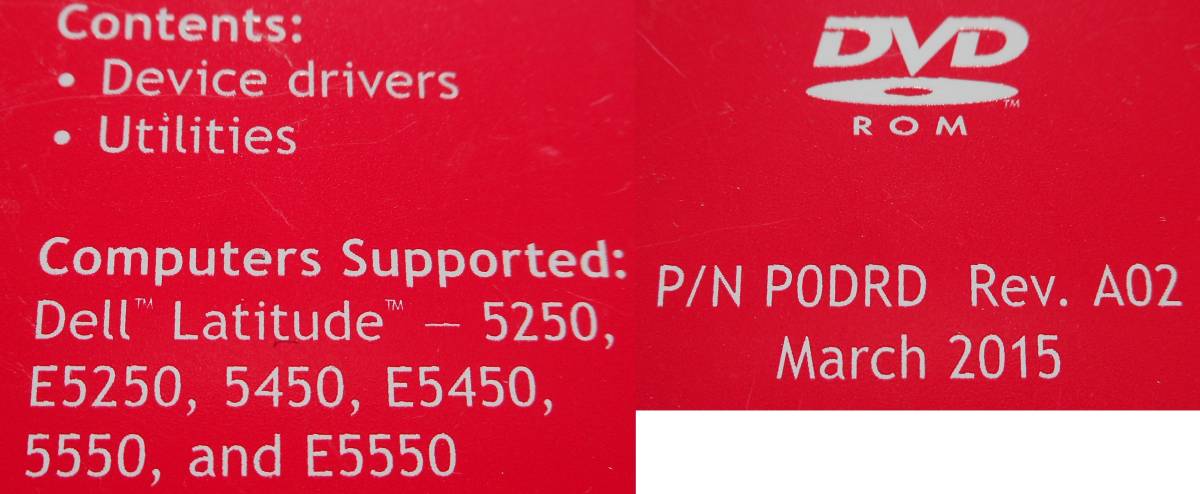 Contents:
• Device drivers
• Utilities
Computers Supported:
Dell™ Latitude™ — 5250,
E5250, 5450, E5450,
5550, and E5550
DVD
ROM
™
P/N P0DRD Rev. A02
March 2015